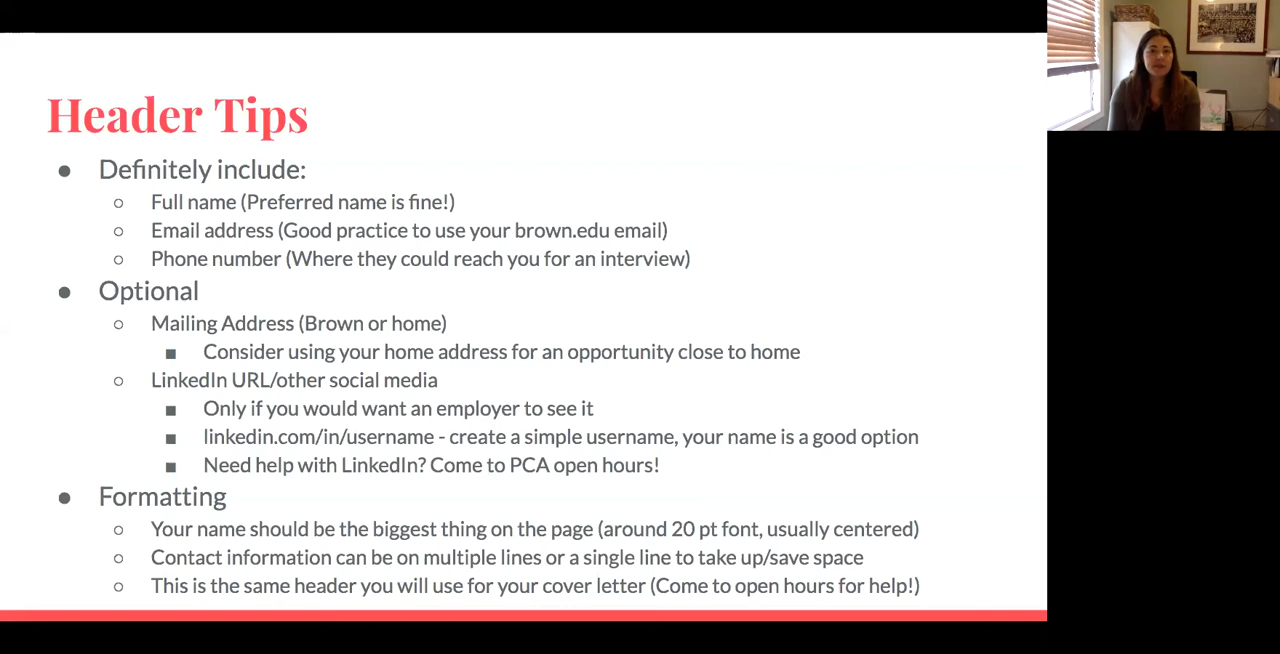 Header Tips
● Definitely include:
○ Full name (Preferred name is fine!)
○ Email address (Good practice to use your brown.edu email)
○ Phone number (Where they could reach you for an interview)
● Optional
○ Mailing Address (Brown or home)
■ Consider using your home address for an opportunity close to home
○ LinkedIn URL/other social media
■ Only if you would want an employer to see it
■ linkedin.com/in/username - create a simple username, your name is a good option
■ Need help with LinkedIn? Come to PCA open hours!
● Formatting
○ Your name should be the biggest thing on the page (around 20 pt font, usually centered)
○ Contact information can be on multiple lines or a single line to take up/save space
○ This is the same header you will use for your cover letter (Come to open hours for help!)